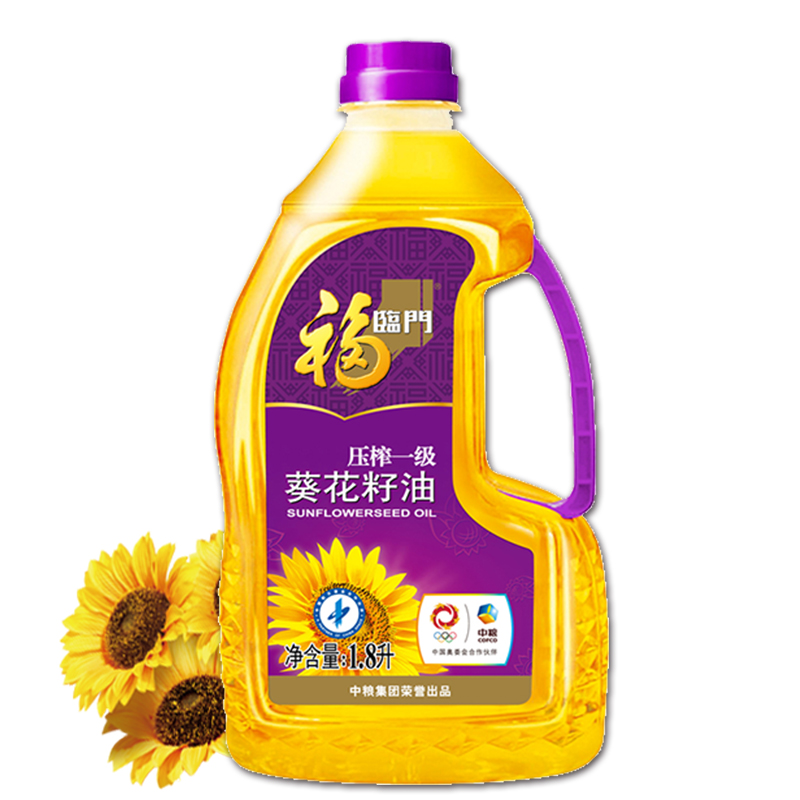 福臨門
压榨一级
葵花籽油
SUNFLOWERSEED OIL
中粮
COFCO
中国奥委会合作伙伴
净含量:1.8升
中粮集团荣誉出品